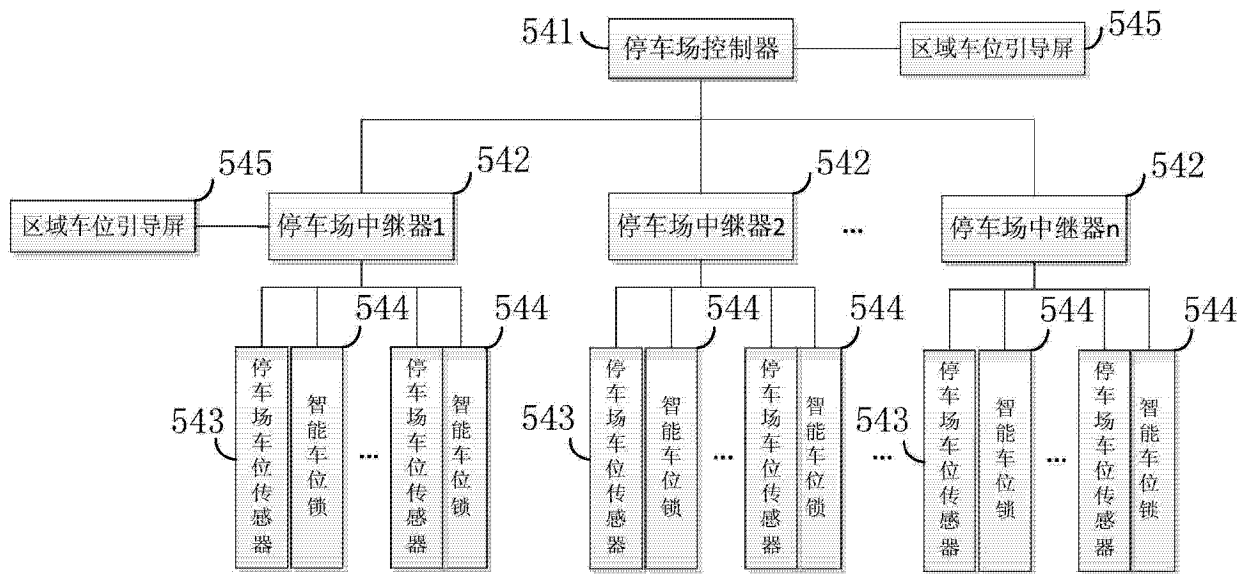 541
停车场控制器
区域车位引导屏
545
545
区域车位引导屏
542
停车场中继器1
542
停车场中继器2
...
542
停车场中继器n
544
544
544
544
544
544
543
停车场车位传感器
智能车位锁
...
停车场车位传感器
智能车位锁
543
停车场车位传感器
智能车位锁
...
停车场车位传感器
智能车位锁
...
543
停车场车位传感器
智能车位锁
...
停车场车位传感器
智能车位锁